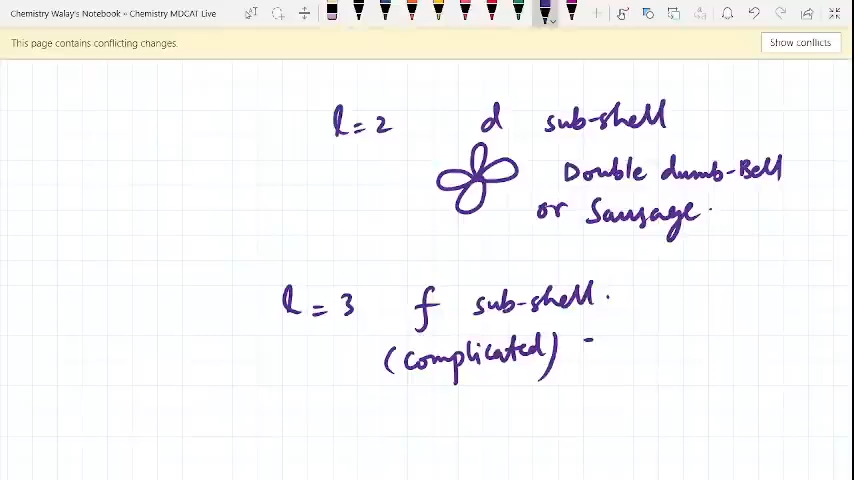 Chemistry Walay's Notebook » Chemistry MDCAT Live
This page contains conflicting changes.
Show conflicts
l = 2 d sub-shell
Double dumb-Bell
or Sausage.
l = 3 f sub-shell.
(complicated) -